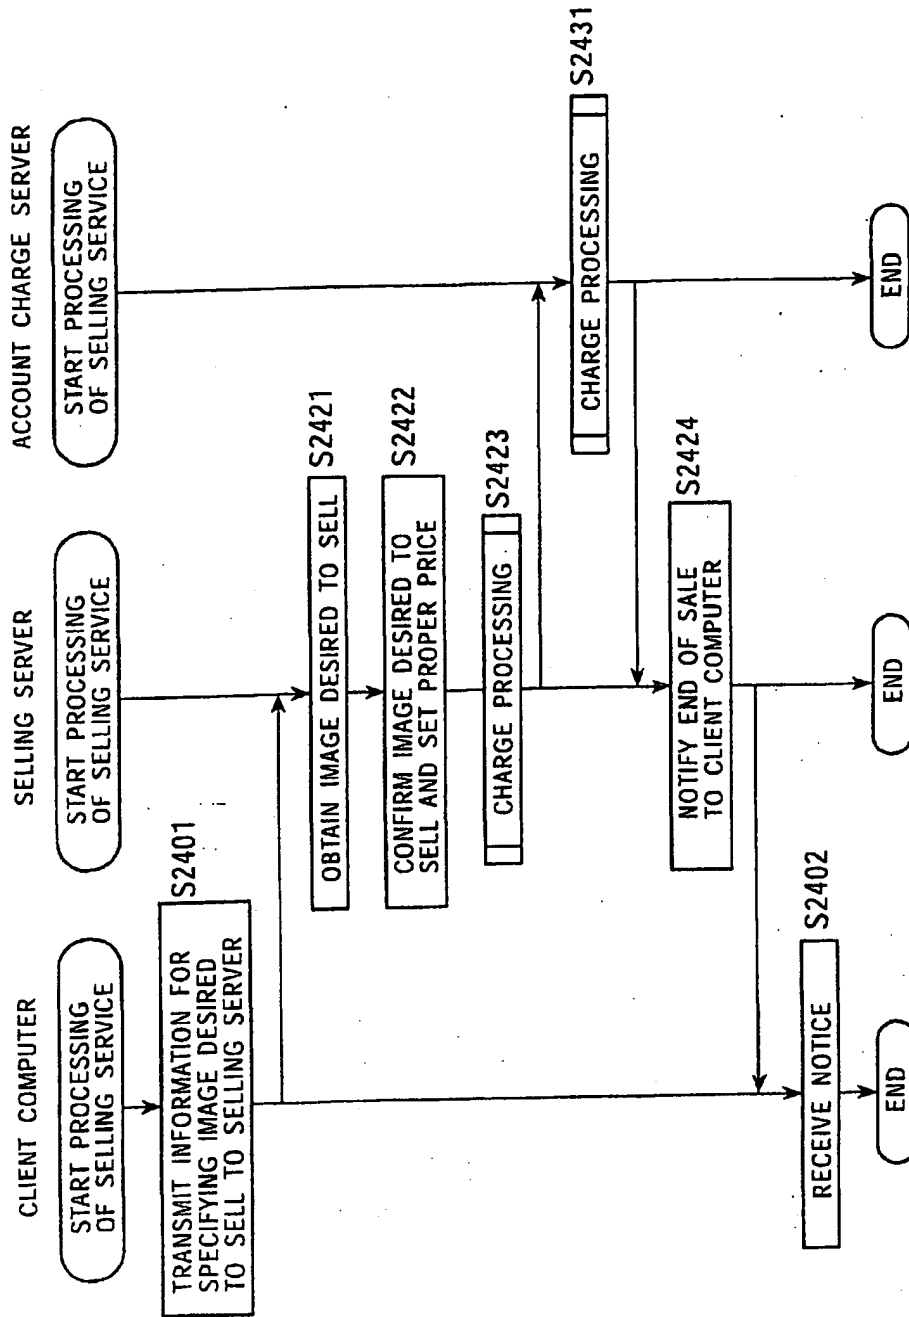 CLIENT COMPUTER
START PROCESSING
OF SELLING SERVICE
S2401
TRANSMIT INFORMATION FOR
SPECIFYING IMAGE DESIRED
TO SELL TO SELLING SERVER
S2402
RECEIVE NOTICE
END
SELLING SERVER
START PROCESSING
OF SELLING SERVICE
S2421
OBTAIN IMAGE DESIRED TO SELL
S2422
CONFIRM IMAGE DESIRED TO
SELL AND SET PROPER PRICE
S2423
CHARGE PROCESSING
S2424
NOTIFY END OF SALE
TO CLIENT COMPUTER
END
ACCOUNT CHARGE SERVER
START PROCESSING
OF SELLING SERVICE
S2431
CHARGE PROCESSING
END